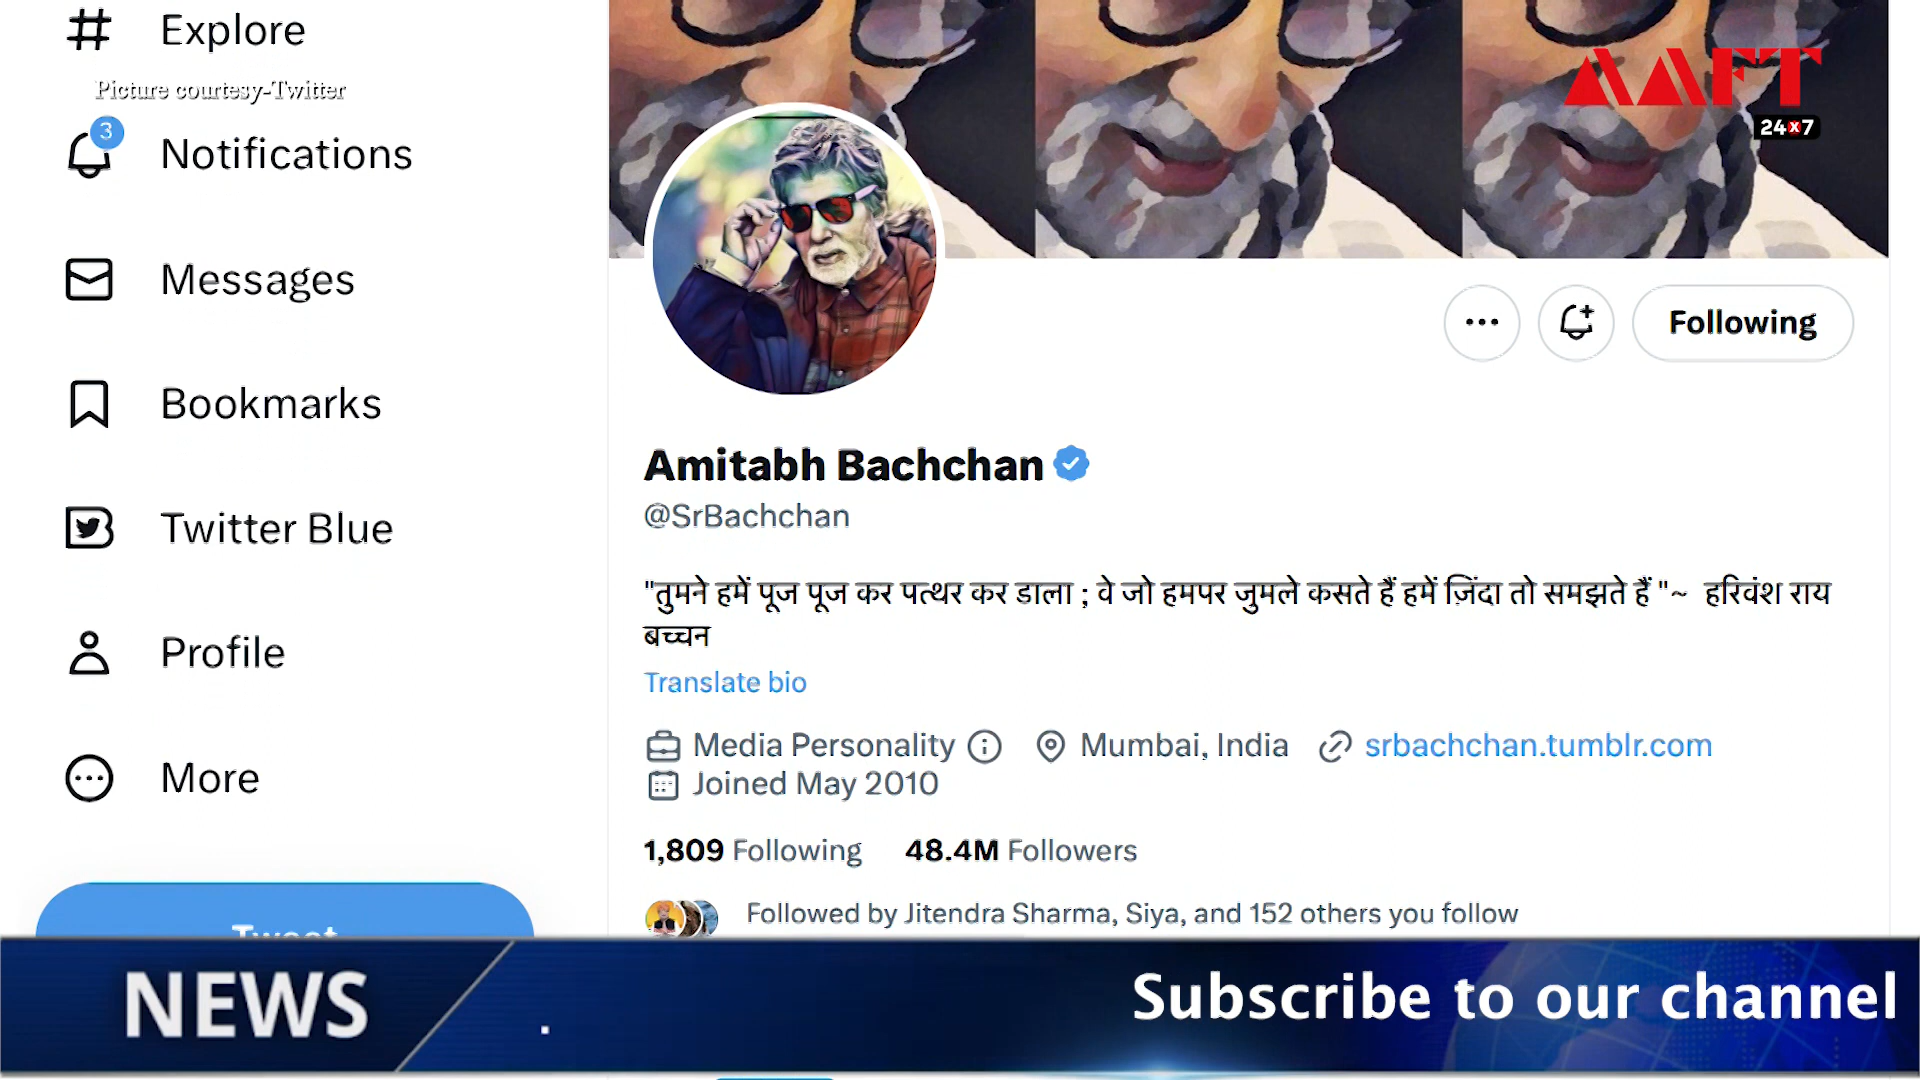 Explore
Picture courtesy-Twitter
3
Notifications
Messages
Bookmarks
Twitter Blue
Profile
More
Tweet
AAFT
24x7
Following
Amitabh Bachchan
@SrBachchan
"तुमने हमें पूज पूज कर पत्थर कर डाला ; वे जो हमपर जुमले कसते हैं हमें ज़िंदा तो समझते हैं "~ हरिवंश राय
बच्चन
Translate bio
Media Personality Mumbai, India srbachchan.tumblr.com
Joined May 2010
1,809 Following 48.4M Followers
Followed by Jitendra Sharma, Siya, and 152 others you follow
NEWS . Subscribe to our channel